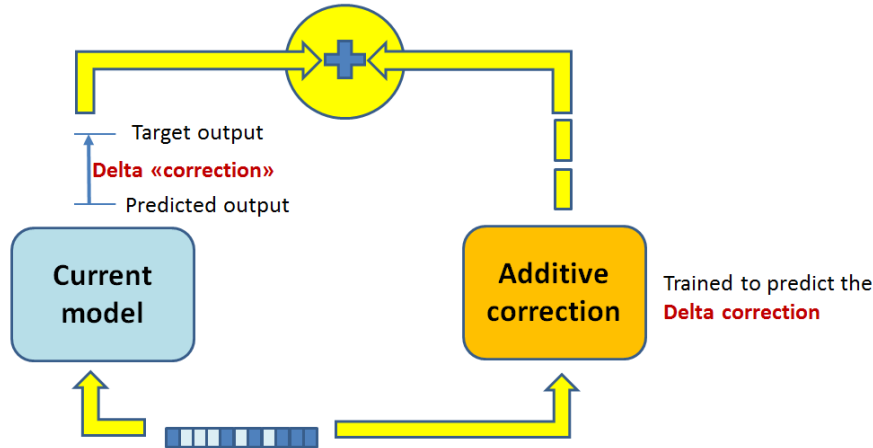 Target output
Delta «correction»
Predicted output
Current
model
Additive
correction
Trained to predict the
Delta correction